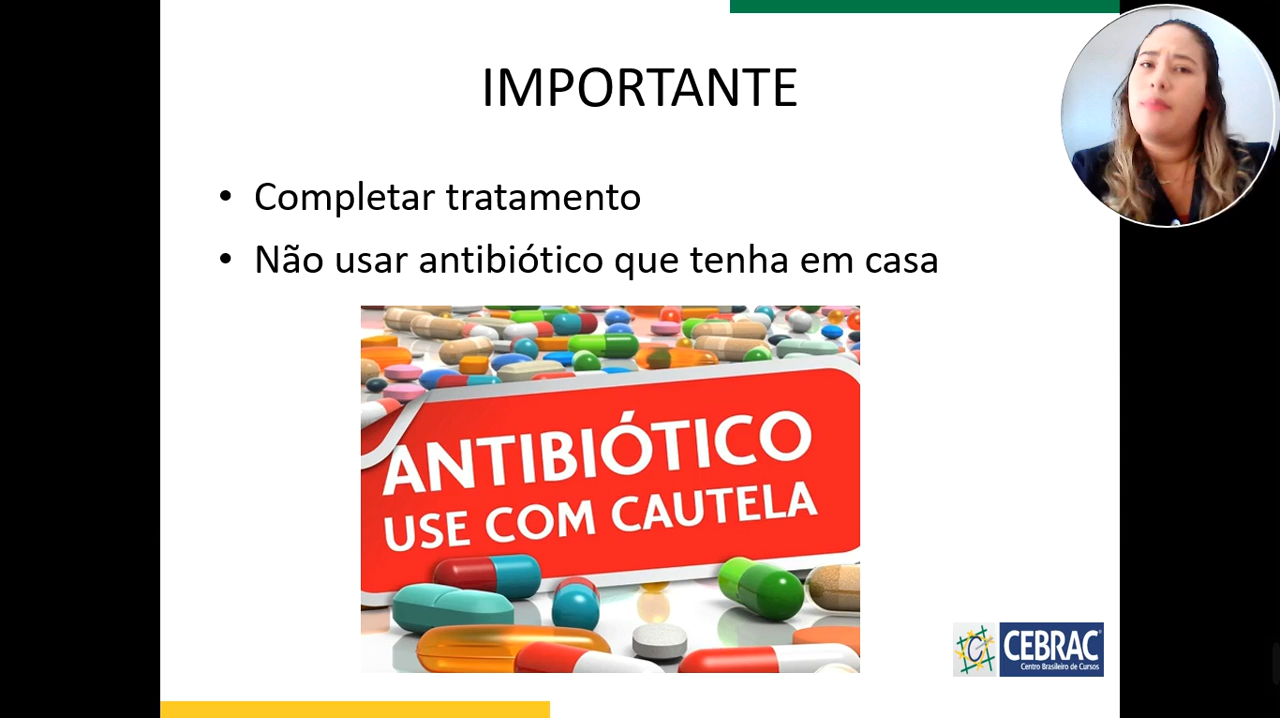 IMPORTANTE
• Completar tratamento
• Não usar antibiótico que tenha em casa
ANTIBIÓTICO
USE COM CAUTELA
CEBRAC
Centro Brasileiro de Cursos